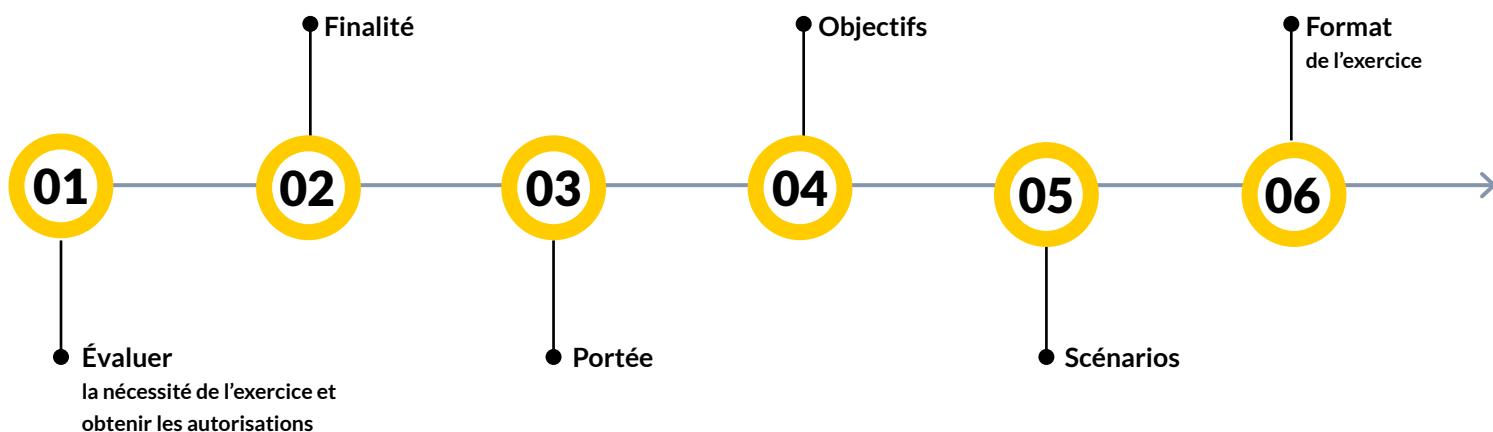 01
Évaluer
la nécessité de l’exercice et
obtenir les autorisations
02
Finalité
03
Portée
04
Objectifs
05
Scénarios
06
Format
de l’exercice